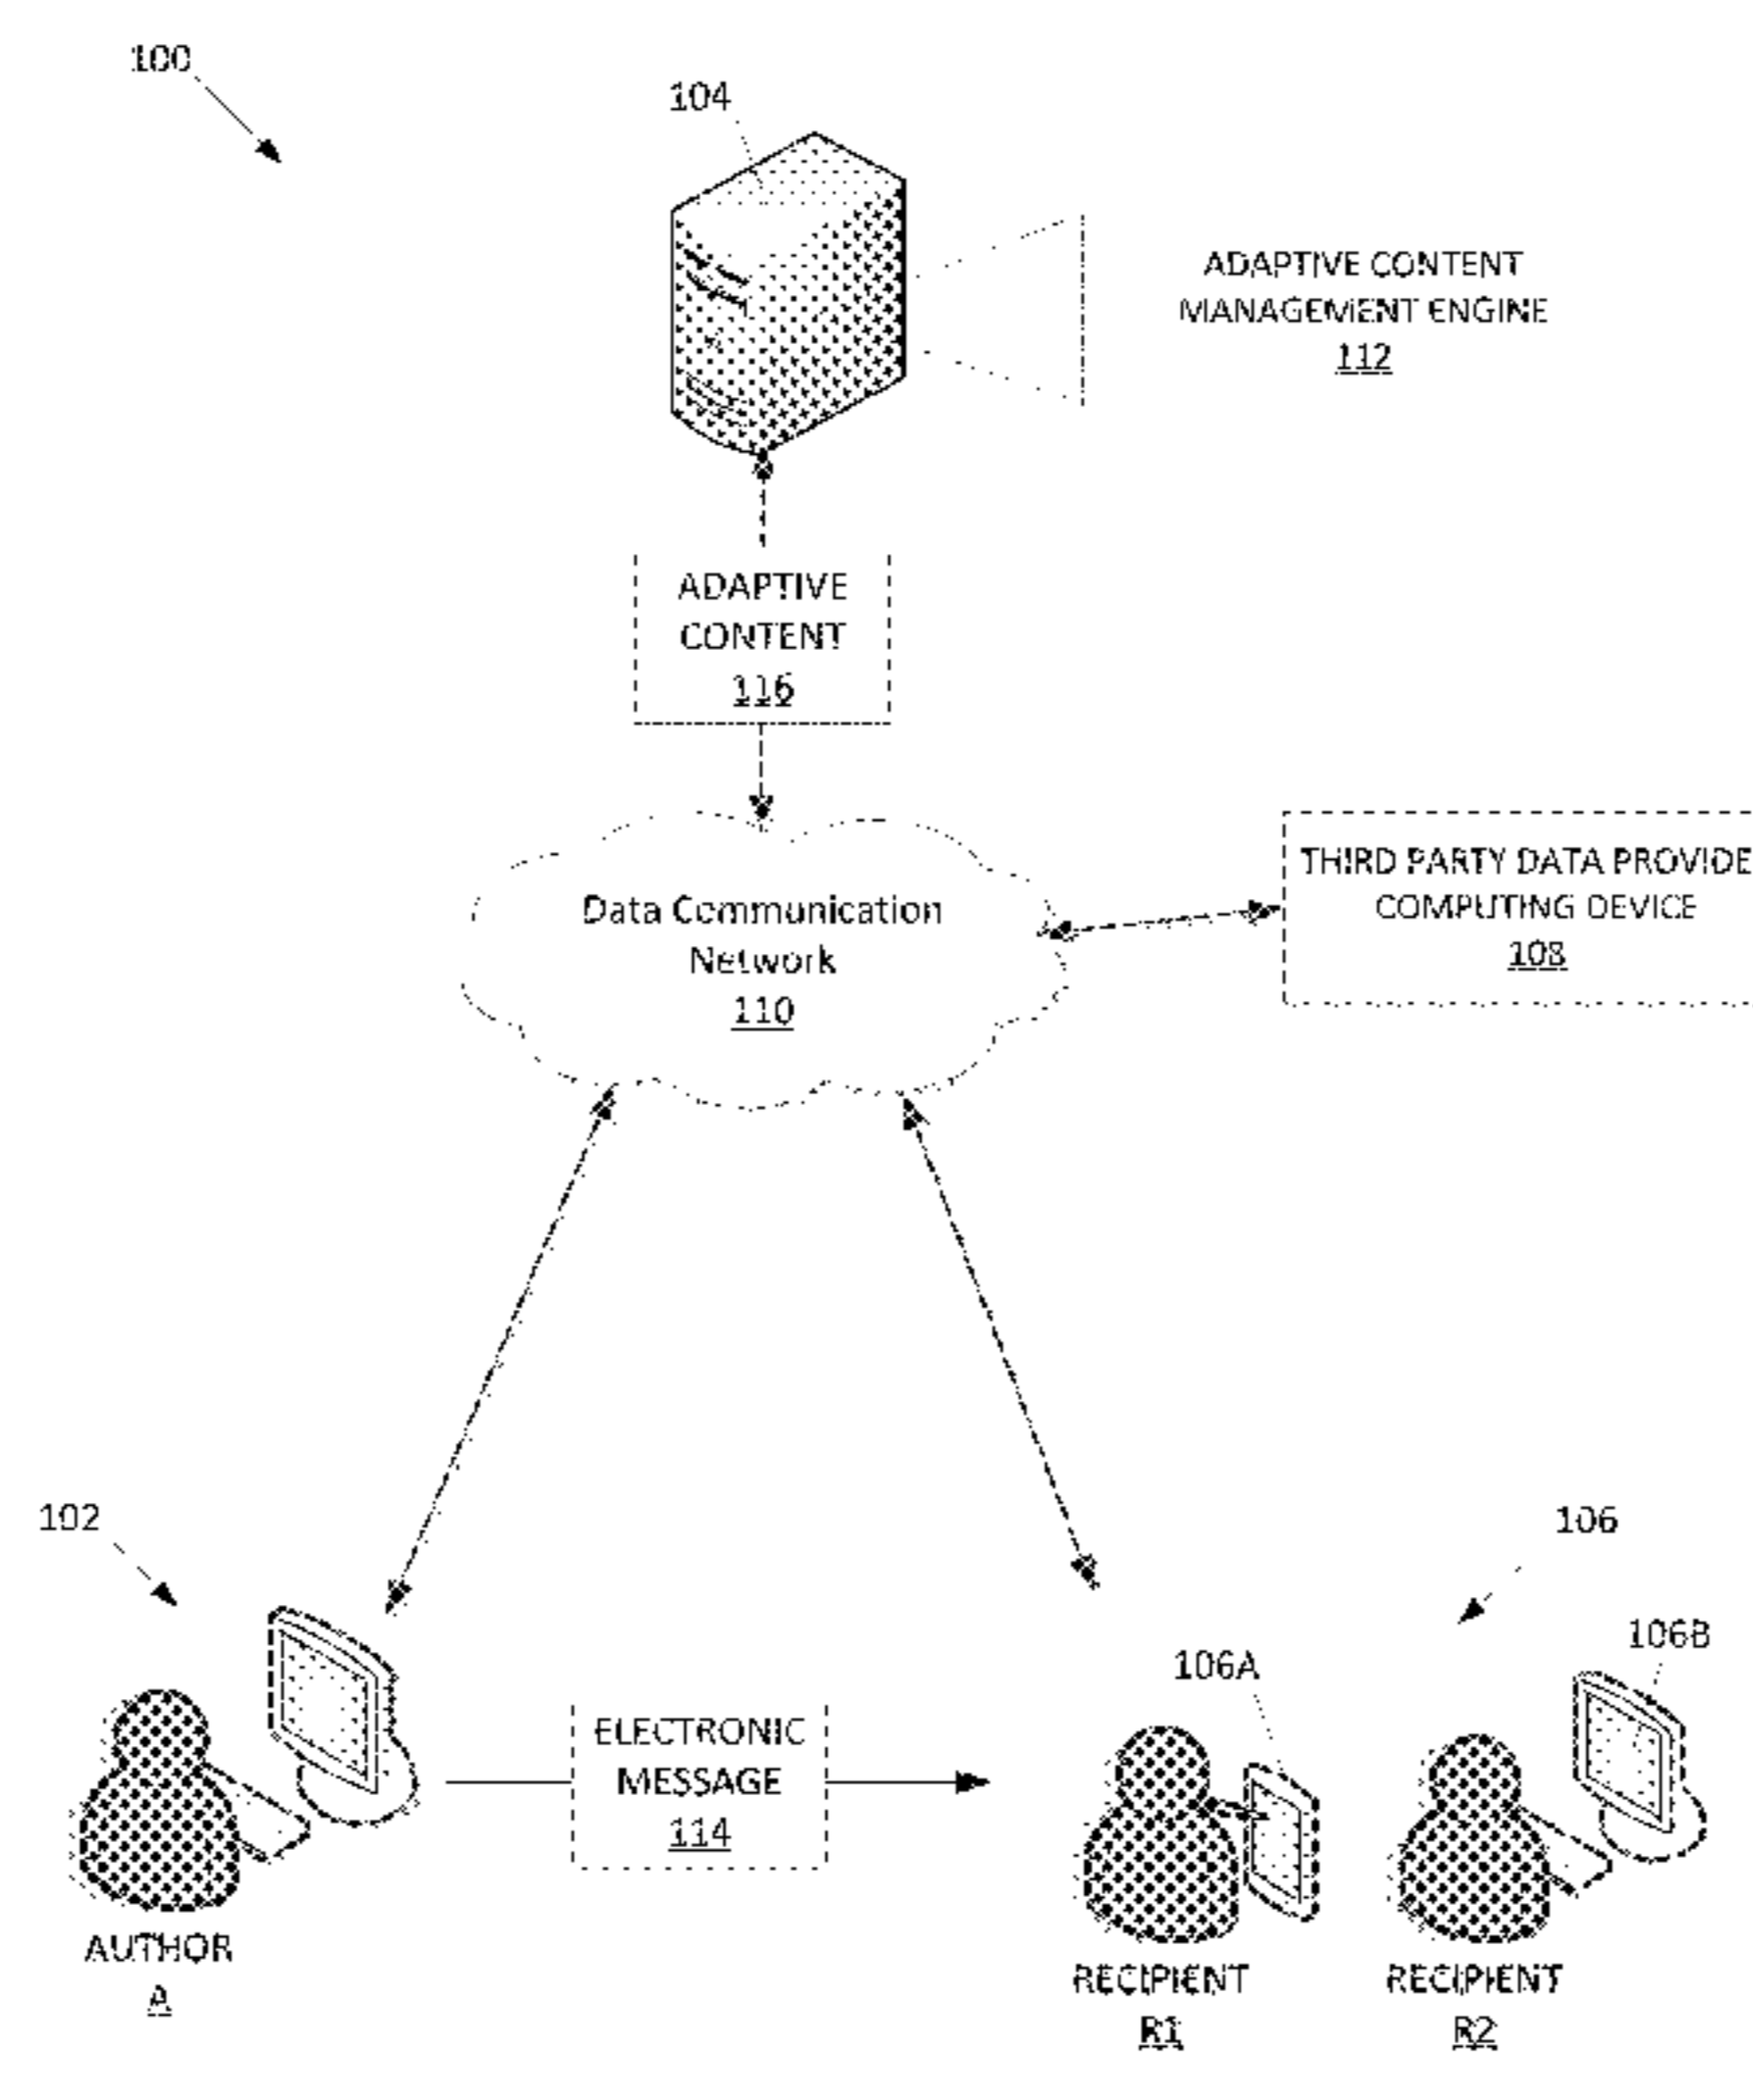 100
104
ADAPTIVE CONTENT
MANAGEMENT ENGINE
112
ADAPTIVE
CONTENT
116
Data Communication
Network
110
THIRD PARTY DATA PROVIDE
COMPUTING DEVICE
108
102
106
106A
106B
ELECTRONIC
MESSAGE
114
AUTHOR
A
RECIPIENT
R1
RECIPIENT
R2